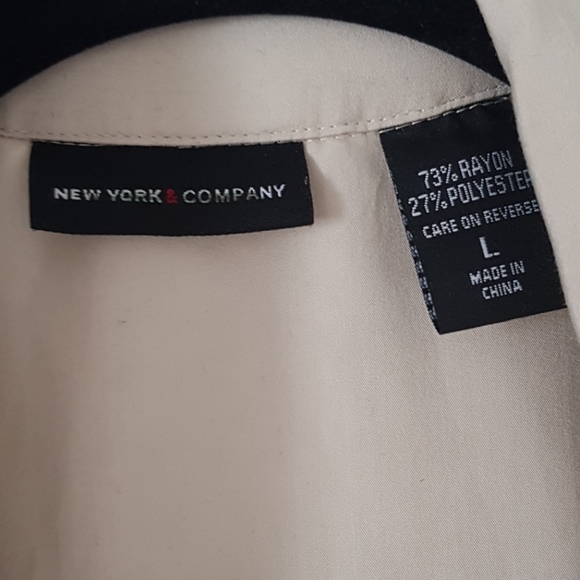 NEW YORK & COMPANY
73% RAYON
27% POLYESTER
CARE ON REVERSE
L
MADE IN
CHINA